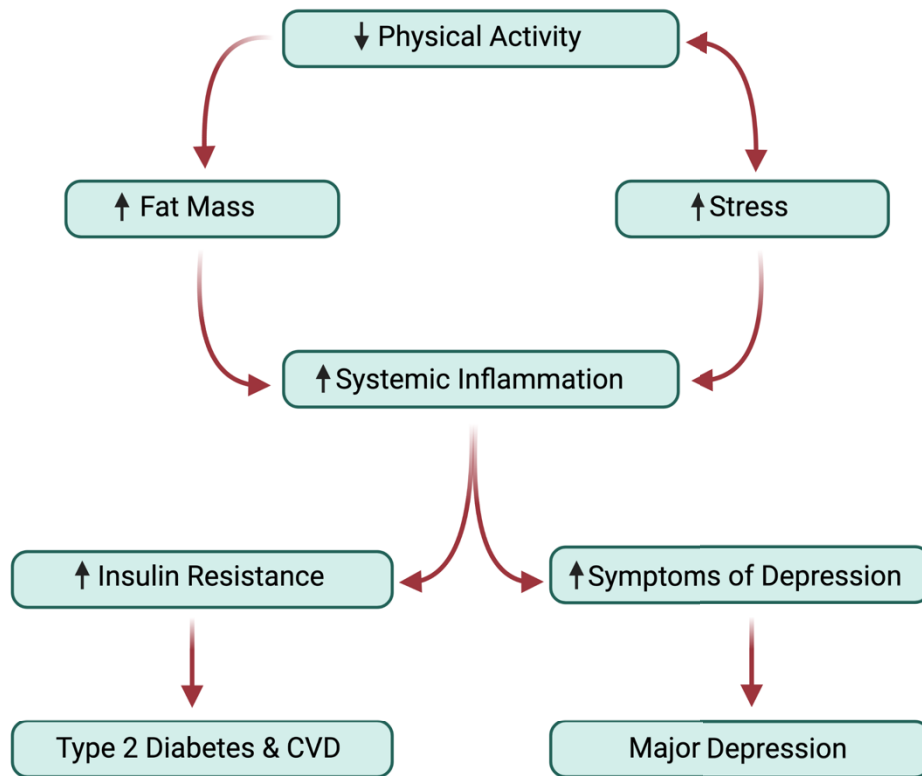 ↓ Physical Activity
↑ Fat Mass
↑ Stress
↑ Systemic Inflammation
↑ Insulin Resistance
↑ Symptoms of Depression
Type 2 Diabetes & CVD
Major Depression